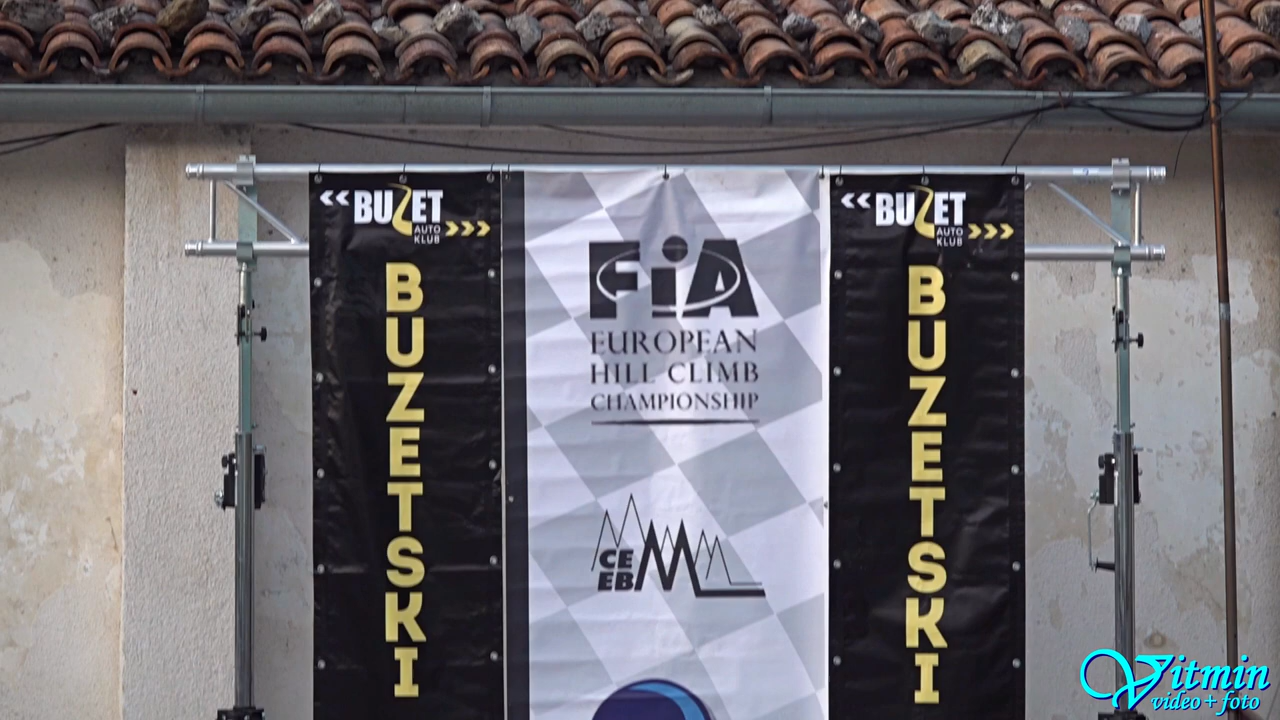 BUZET
AUTO
KLUB
BUZETSKI
FIA
EUROPEAN
HILL CLIMB
CHAMPIONSHIP
CE
EB
BUZET
AUTO
KLUB
BUZETSKI
Vitmin
video + foto